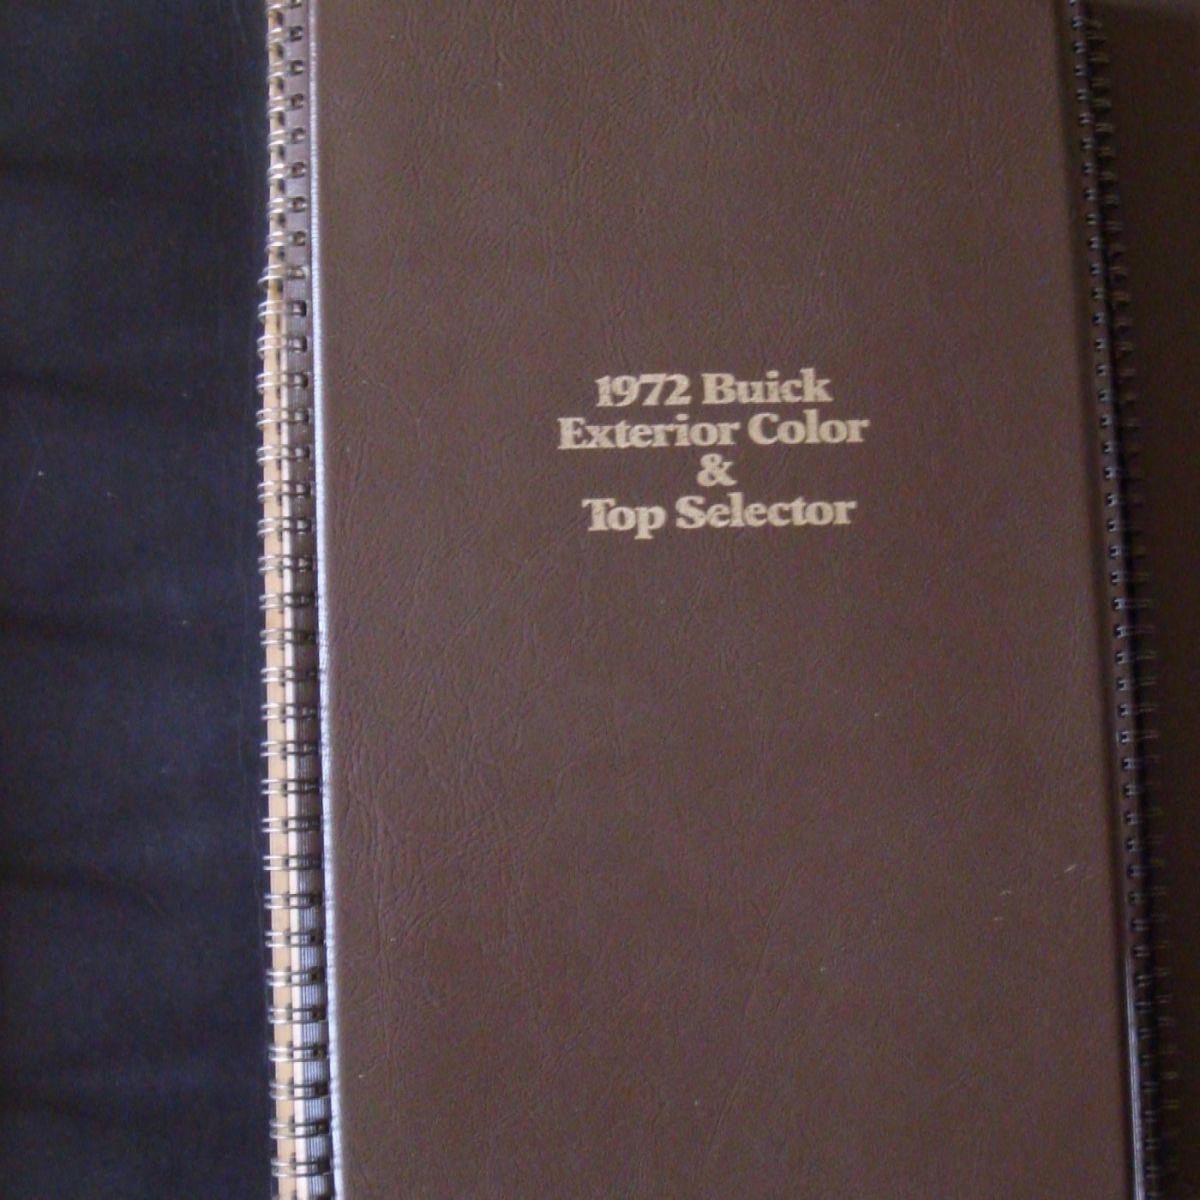 1972 Buick
Exterior Color
&
Top Selector